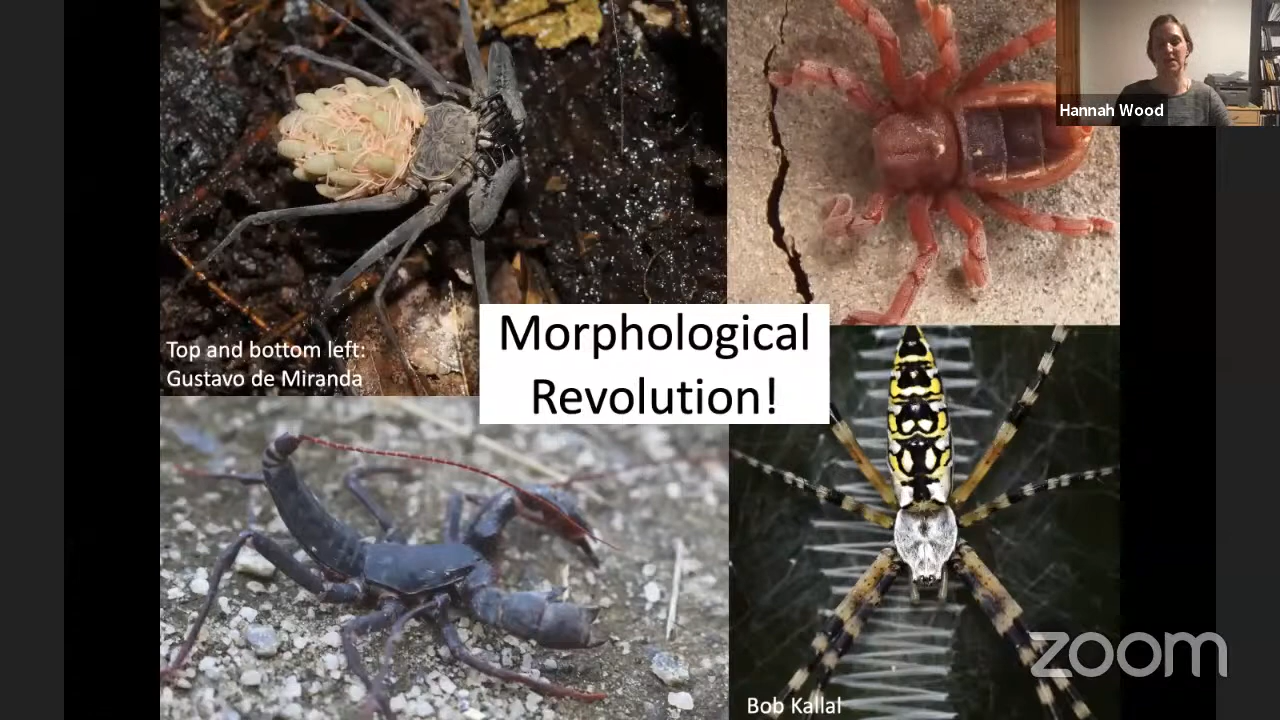 Hannah Wood
Morphological
Revolution!
Top and bottom left:
Gustavo de Miranda
zoom
Bob Kallal